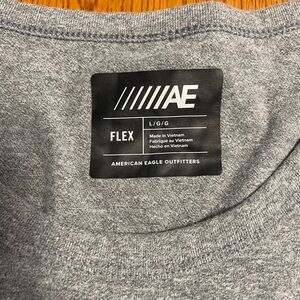 //////AE
FLEX
L/G/G
Made in Vietnam
Fabriqué au Vietnam
Hecho en Vietnam
AMERICAN EAGLE OUTFITTERS